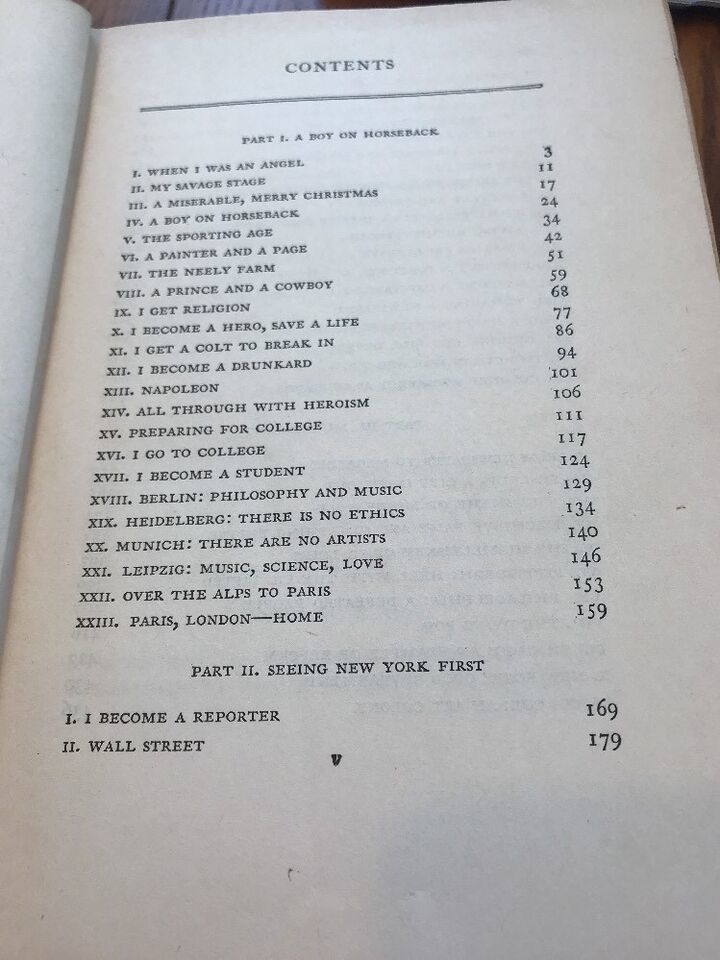 CONTENTS
PART I. A BOY ON HORSEBACK
I. WHEN I WAS AN ANGEL 3
II. MY SAVAGE STAGE 11
III. A MISERABLE, MERRY CHRISTMAS 17
IV. A BOY ON HORSEBACK 24
V. THE SPORTING AGE 34
VI. A PAINTER AND A PAGE 42
VII. THE NEELY FARM 51
VIII. A PRINCE AND A COWBOY 59
IX. I GET RELIGION 68
X. I BECOME A HERO, SAVE A LIFE 77
XI. I GET A COLT TO BREAK IN 86
XII. I BECOME A DRUNKARD 94
XIII. NAPOLEON 101
XIV. ALL THROUGH WITH HEROISM 106
XV. PREPARING FOR COLLEGE 111
XVI. I GO TO COLLEGE 117
XVII. I BECOME A STUDENT 124
XVIII. BERLIN: PHILOSOPHY AND MUSIC 129
XIX. HEIDELBERG: THERE IS NO ETHICS 134
XX. MUNICH: THERE ARE NO ARTISTS 140
XXI. LEIPZIG: MUSIC, SCIENCE, LOVE 146
XXII. OVER THE ALPS TO PARIS 153
XXIII. PARIS, LONDON—HOME 159
PART II. SEEING NEW YORK FIRST
I. I BECOME A REPORTER 169
II. WALL STREET 179
v